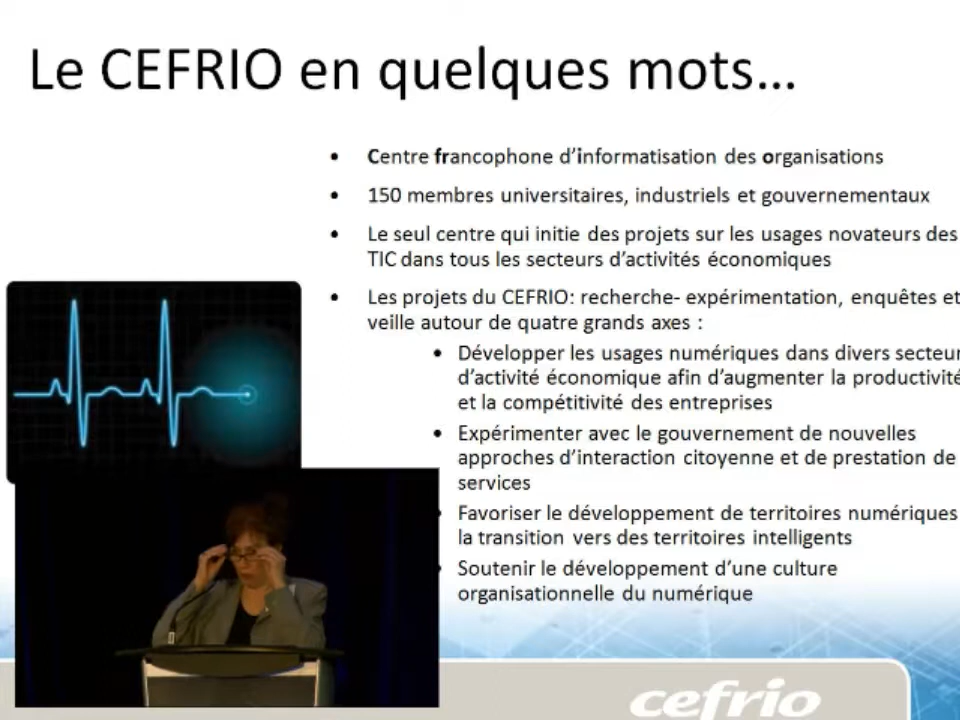 Le CEFRIO en quelques mots...
• Centre francophone d’informatisation des organisations
• 150 membres universitaires, industriels et gouvernementaux
• Le seul centre qui initie des projets sur les usages novateurs des
TIC dans tous les secteurs d’activités économiques
• Les projets du CEFRIO: recherche- expérimentation, enquêtes et
veille autour de quatre grands axes :
• Développer les usages numériques dans divers secteur
d’activité économique afin d’augmenter la productivité
et la compétitivité des entreprises
• Expérimenter avec le gouvernement de nouvelles
approches d’interaction citoyenne et de prestation de
services
• Favoriser le développement de territoires numériques
la transition vers des territoires intelligents
• Soutenir le développement d’une culture
organisationnelle du numérique
cefrio